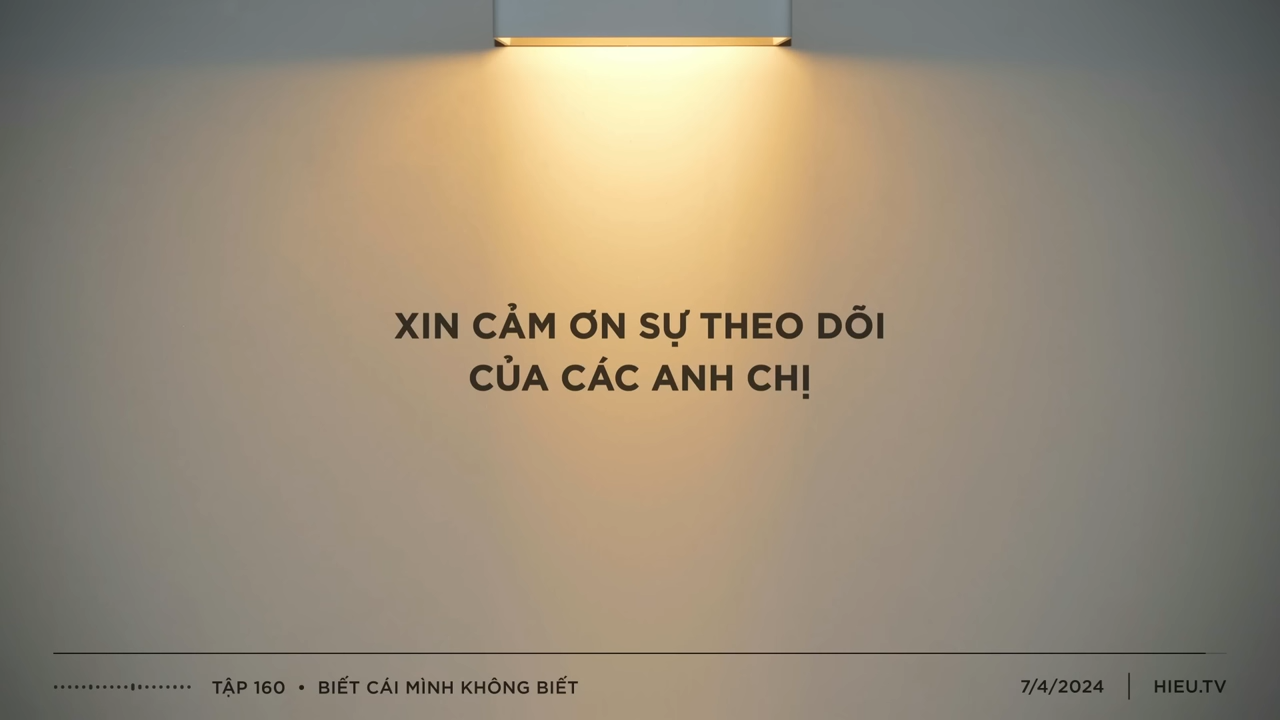 XIN CẢM ƠN SỰ THEO DÕI
CỦA CÁC ANH CHỊ
TẬP 160 • BIẾT CÁI MÌNH KHÔNG BIẾT
7/4/2024 | HIEU.TV